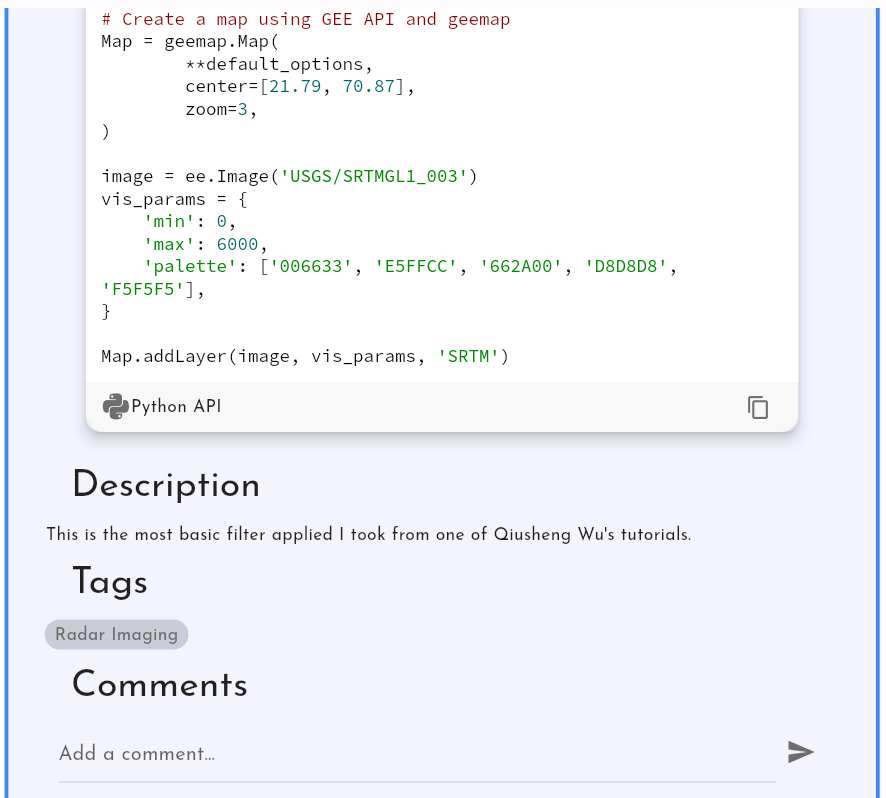 # Create a map using GEE API and geemap
Map = geemap.Map(
        **default_options,
        center=[21.79, 70.87],
        zoom=3,
)
image = ee.Image('USGS/SRTMGL1_003')
vis_params = {
    'min': 0,
    'max': 6000,
    'palette': ['006633', 'E5FFCC', '662A00', 'D8D8D8',
'F5F5F5'],
}
Map.addLayer(image, vis_params, 'SRTM')
Python API
Description
This is the most basic filter applied I took from one of Qiusheng Wu's tutorials.
Tags
Radar Imaging
Comments
Add a comment...